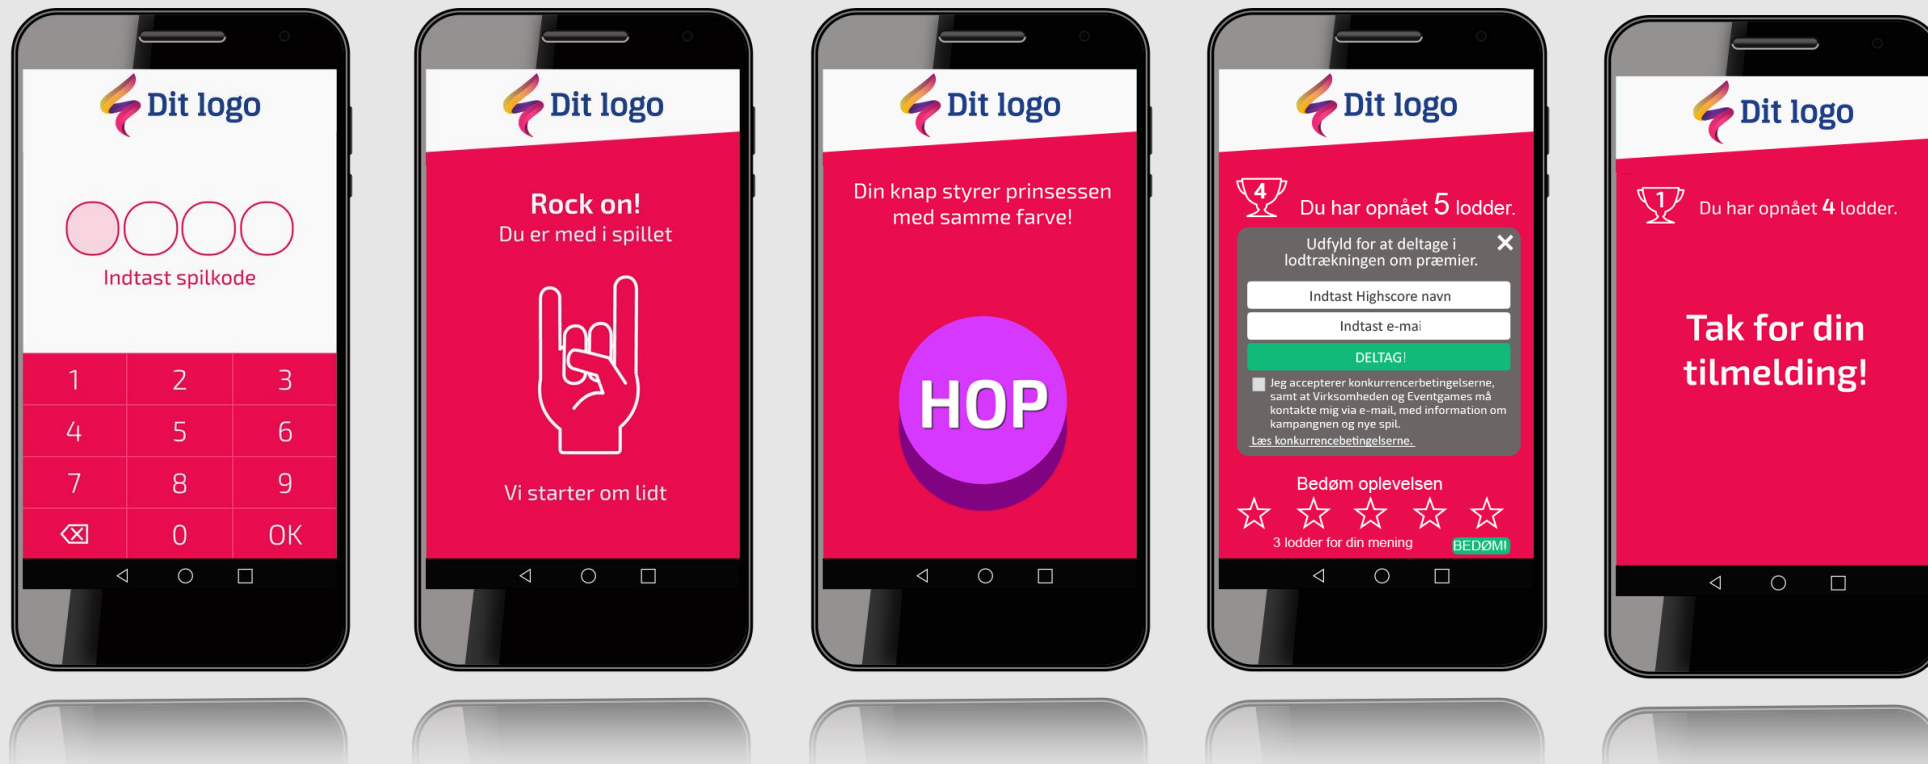 Dit logo
Indtast spilkode
1 2 3
4 5 6
7 8 9
0 OK
Dit logo
Rock on!
Du er med i spillet
Vi starter om lidt
Dit logo
Din knap styrer prinsessen
med samme farve!
HOP
Dit logo
4
Du har opnået 5 lodder.
Udfyld for at deltage i
lodtrækningen om præmier.
Indtast Highscore navn
Indtast e-mai
DELTAG!
Jeg accepterer konkurrencerbetingelserne,
samt at Virksomheden og Eventgames må
kontakte mig via e-mail, med information om
kampangnen og nye spil.
Læs konkurrencebetingelserne.
Bedøm oplevelsen
3 lodder for din mening
BEDØM!
Dit logo
1
Du har opnået 4 lodder.
Tak for din
tilmelding!